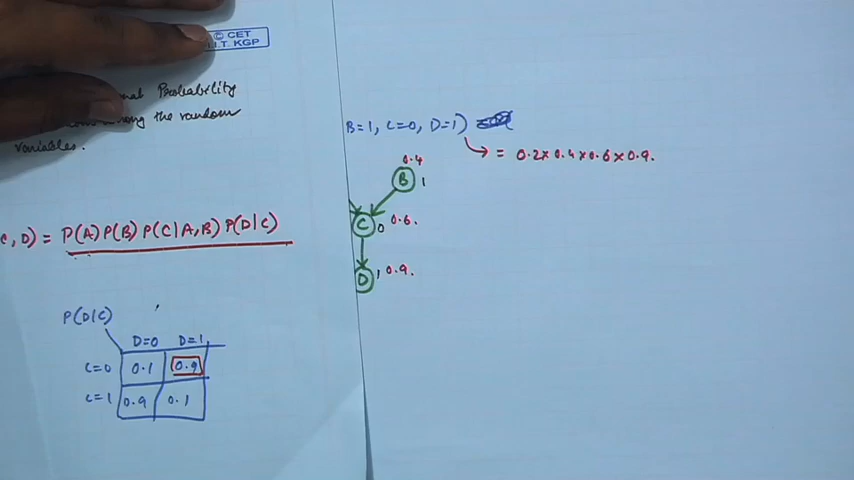 © CET
I.I.T. KGP
Probability
among the random
variables.
C, D) = P(A) P(B) P(C|A,B) P(D|C)
P(D|C)
D=0 D=1
C=0 0.1 0.9
C=1 0.9 0.1
B=1, C=0, D=1)
= 0.2×0.4×0.6×0.9.
0.4
B 1
C 0 0.6.
D 1 0.9.